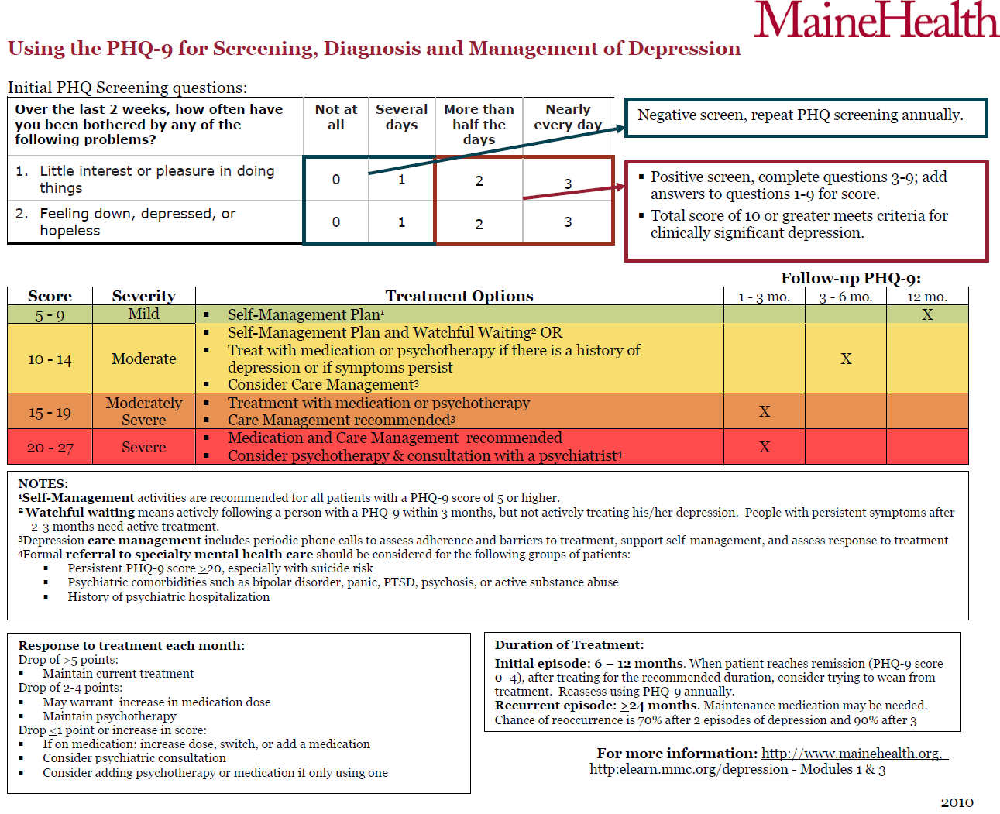 MaineHealth
Using the PHQ-9 for Screening, Diagnosis and Management of Depression
Initial PHQ Screening questions:
Over the last 2 weeks, how often have you been bothered by any of the following problems? Not at all Several days More than half the days Nearly every day
1. Little interest or pleasure in doing things 0 1 2 3
2. Feeling down, depressed, or hopeless 0 1 2 3
Negative screen, repeat PHQ screening annually.
▪ Positive screen, complete questions 3-9; add
answers to questions 1-9 for score.
▪ Total score of 10 or greater meets criteria for
clinically significant depression.
Follow-up PHQ-9:
Score Severity Treatment Options 1 - 3 mo. 3 - 6 mo. 12 mo.
5 - 9 Mild ▪ Self-Management Plan¹ X
▪ Self-Management Plan and Watchful Waiting² OR
▪ Treat with medication or psychotherapy if there is a history of
10 - 14 Moderate X
depression or if symptoms persist
▪ Consider Care Management³
15 - 19 Moderately Severe ▪ Treatment with medication or psychotherapy X
▪ Care Management recommended³
20 - 27 Severe ▪ Medication and Care Management  recommended X
▪ Consider psychotherapy & consultation with a psychiatrist⁴
NOTES:
¹Self-Management activities are recommended for all patients with a PHQ-9 score of 5 or higher.
² Watchful waiting means actively following a person with a PHQ-9 within 3 months, but not actively treating his/her depression.  People with persistent symptoms after
2-3 months need active treatment.
³Depression care management includes periodic phone calls to assess adherence and barriers to treatment, support self-management, and assess response to treatment
⁴Formal referral to specialty mental health care should be considered for the following groups of patients:
▪ Persistent PHQ-9 score >20, especially with suicide risk
▪ Psychiatric comorbidities such as bipolar disorder, panic, PTSD, psychosis, or active substance abuse
▪ History of psychiatric hospitalization
Response to treatment each month:
Drop of >5 points:
▪ Maintain current treatment
Drop of 2-4 points:
▪ May warrant  increase in medication dose
▪ Maintain psychotherapy
Drop <1 point or increase in score:
▪ If on medication: increase dose, switch, or add a medication
▪ Consider psychiatric consultation
▪ Consider adding psychotherapy or medication if only using one
Duration of Treatment:
Initial episode: 6 – 12 months. When patient reaches remission (PHQ-9 score
0 -4), after treating for the recommended duration, consider trying to wean from
treatment.  Reassess using PHQ-9 annually.
Recurrent episode: >24 months. Maintenance medication may be needed.
Chance of reoccurrence is 70% after 2 episodes of depression and 90% after 3
For more information: http://www.mainehealth.org,
http:elearn.mmc.org/depression - Modules 1 & 3
2010